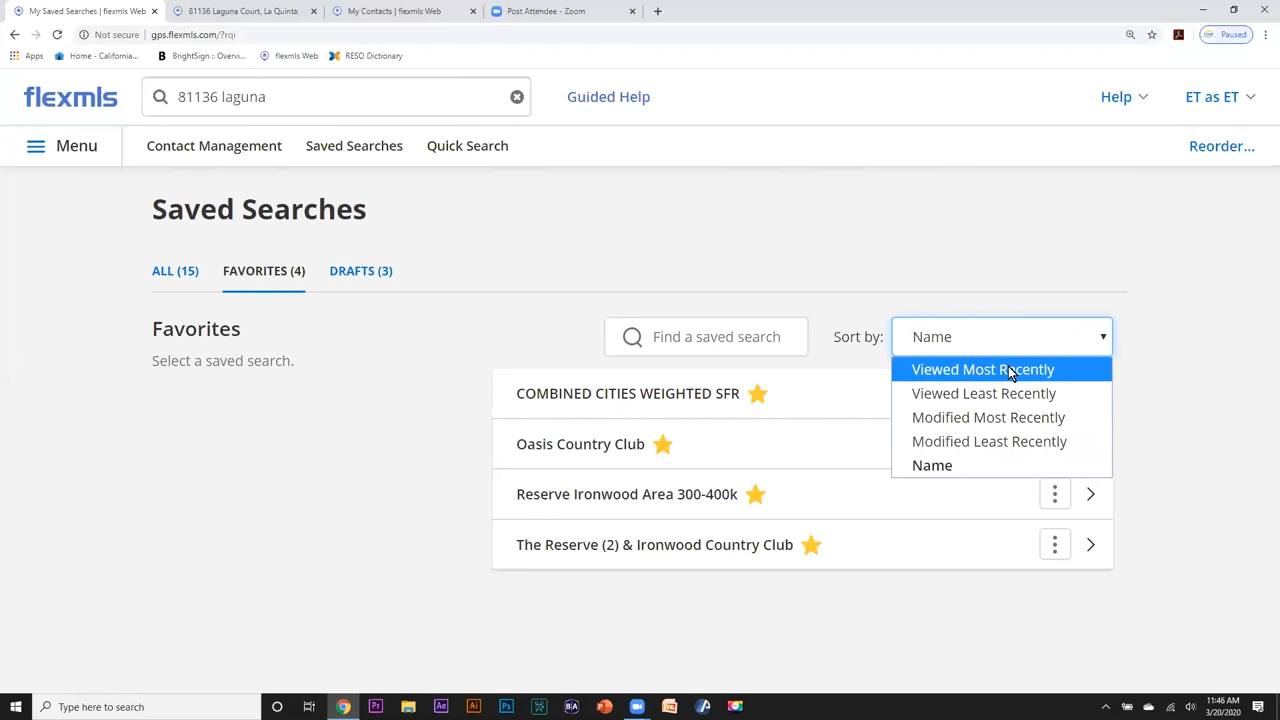 My Saved Searches | flexmls Web
81136 Laguna Court, La Quinta,
My Contacts | flexmls Web
Post Attendee - Zoom
Not secure | gps.flexmls.com/?rqi
Paused
Apps
Home - California...
B BrightSign :: Overvi...
flexmls Web
RESO Dictionary
flexmls
81136 laguna
Guided Help
Help
ET as ET
Menu
Contact Management
Saved Searches
Quick Search
Reorder...
Saved Searches
ALL (15)
FAVORITES (4)
DRAFTS (3)
Favorites
Select a saved search.
Find a saved search
Sort by:
Name
Viewed Most Recently
Viewed Least Recently
Modified Most Recently
Modified Least Recently
Name
COMBINED CITIES WEIGHTED SFR
Oasis Country Club
Reserve Ironwood Area 300-400k
The Reserve (2) & Ironwood Country Club
Type here to search
Pr
Ae
Ai
Ps
B|A
11:46 AM
3/20/2020